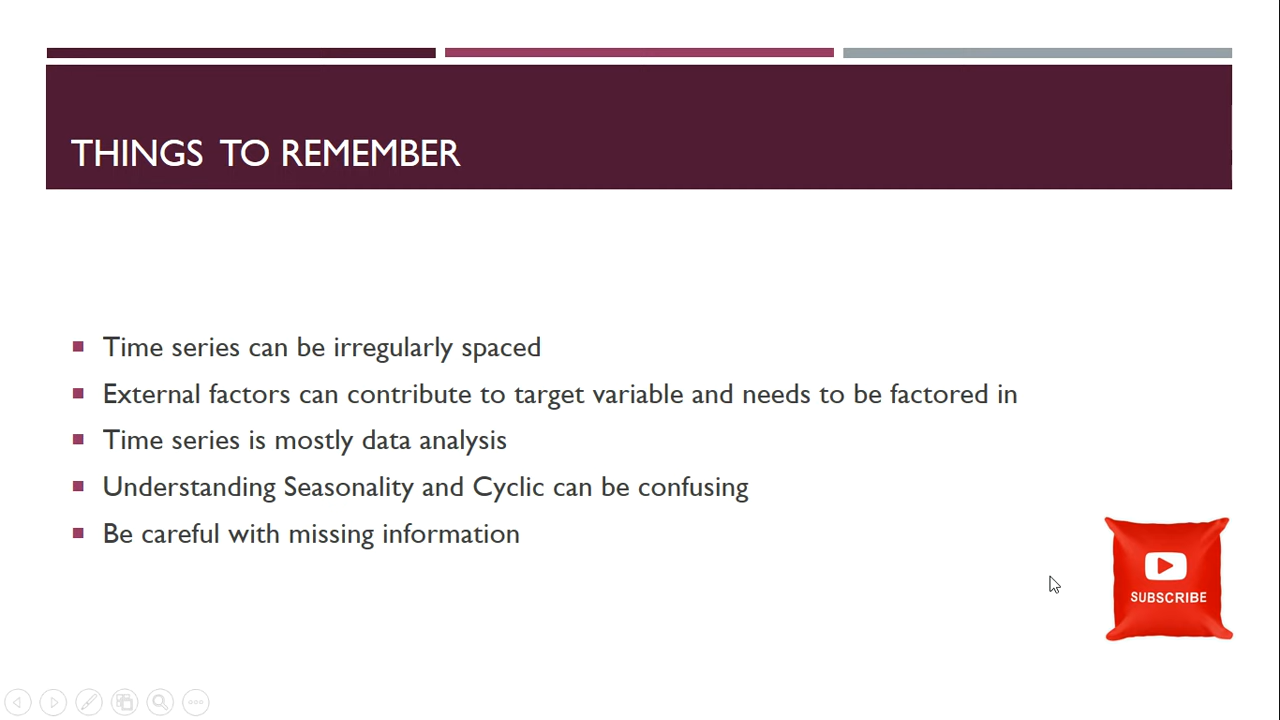 THINGS TO REMEMBER
Time series can be irregularly spaced
External factors can contribute to target variable and needs to be factored in
Time series is mostly data analysis
Understanding Seasonality and Cyclic can be confusing
Be careful with missing information
SUBSCRIBE